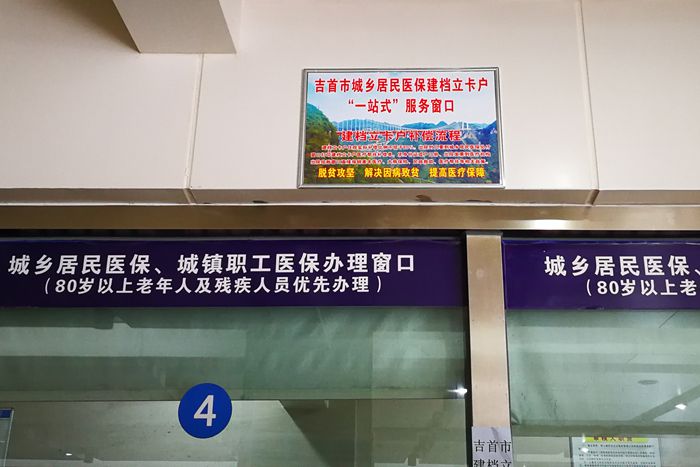 吉首市城乡居民医保建档立卡户
“一站式”服务窗口
建档立卡户补偿流程
脱贫攻坚 解决因病致贫 提高医疗保障
城乡居民医保、城镇职工医保办理窗口
（80岁以上老年人及残疾人员优先办理）
城乡居民医保、
（80岁以上老
4
吉首市
建档立